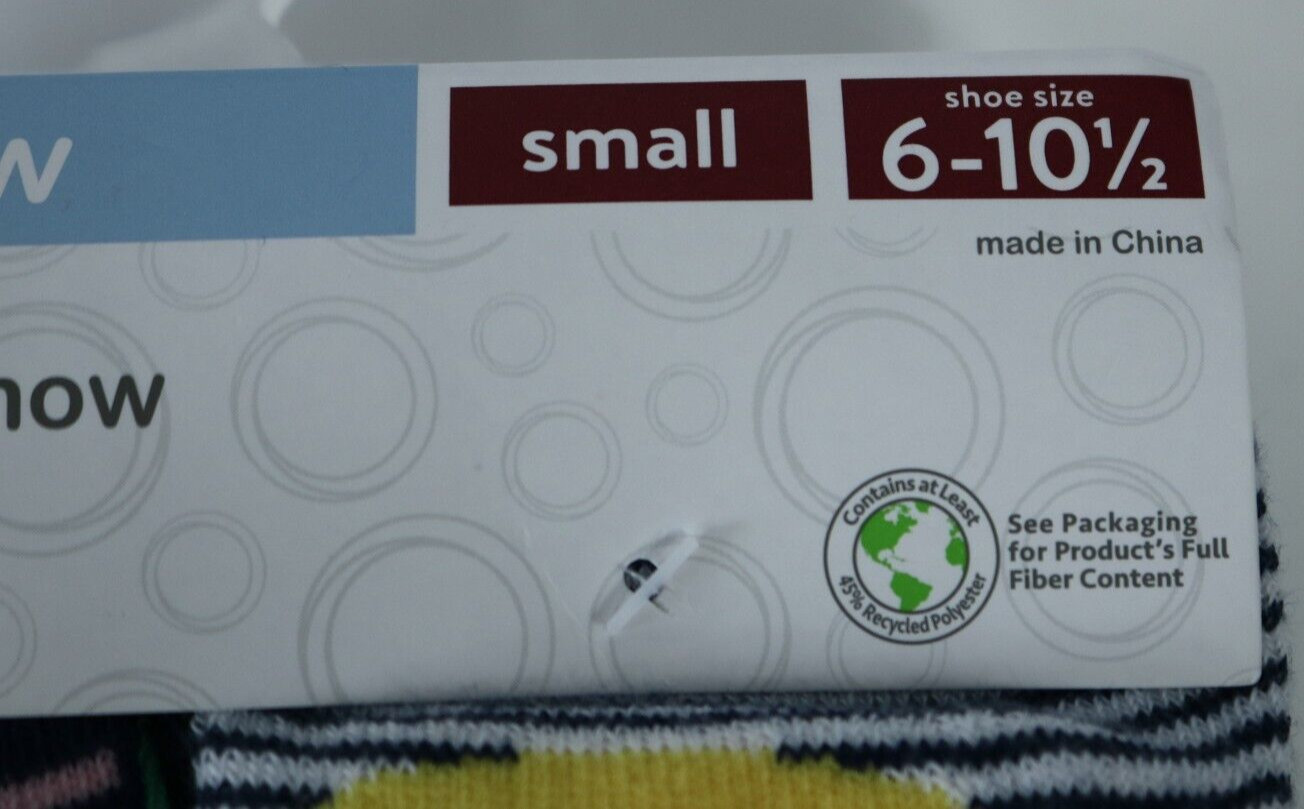 w
small
shoe size
6-10½
made in China
now
Contains at Least
45% Recycled Polyester
See Packaging
for Product's Full
Fiber Content